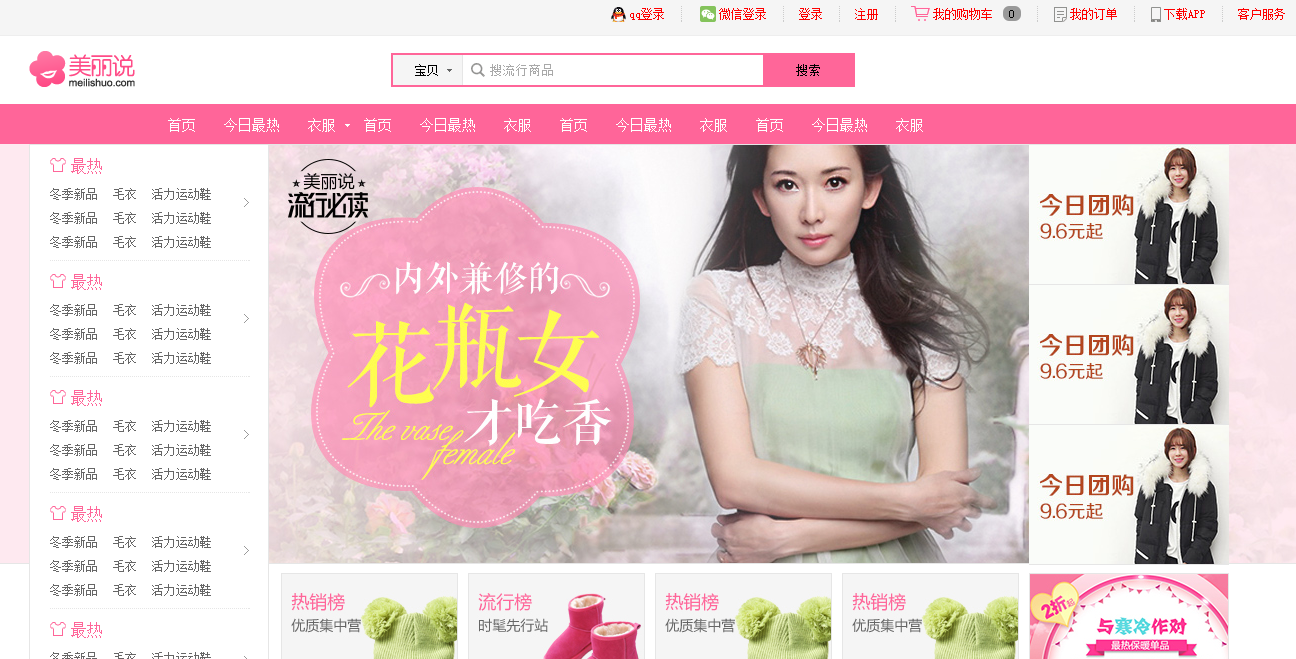 qq登录 微信登录 登录 注册 我的购物车 0 我的订单 下载APP 客户服务
美丽说
meilishuo.com
宝贝 搜流行商品 搜索
首页 今日最热 衣服 首页 今日最热 衣服 首页 今日最热 衣服 首页 今日最热 衣服
最热
冬季新品 毛衣 活力运动鞋
冬季新品 毛衣 活力运动鞋
冬季新品 毛衣 活力运动鞋
最热
冬季新品 毛衣 活力运动鞋
冬季新品 毛衣 活力运动鞋
冬季新品 毛衣 活力运动鞋
最热
冬季新品 毛衣 活力运动鞋
冬季新品 毛衣 活力运动鞋
冬季新品 毛衣 活力运动鞋
最热
冬季新品 毛衣 活力运动鞋
冬季新品 毛衣 活力运动鞋
冬季新品 毛衣 活力运动鞋
最热
冬季新品 毛衣 活力运动鞋
美丽说
流行必读
内外兼修的
花瓶女
才吃香
The vase
female
今日团购
9.6元起
今日团购
9.6元起
今日团购
9.6元起
热销榜
优质集中营
流行榜
时髦先行站
热销榜
优质集中营
热销榜
优质集中营
2折起
与寒冷作对
最热保暖单品